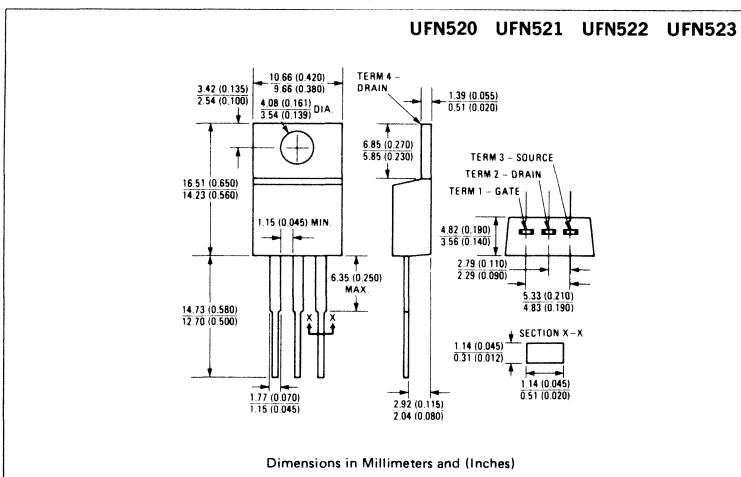 UFN520 UFN521 UFN522 UFN523
10.66 (0.420)
9.66 (0.380)
3.42 (0.135)
2.54 (0.100)
4.08 (0.161)
3.54 (0.139) DIA.
TERM 4 –
DRAIN
1.39 (0.055)
0.51 (0.020)
6.85 (0.270)
5.85 (0.230)
16.51 (0.650)
14.23 (0.560)
1.15 (0.045) MIN.
TERM 3 – SOURCE
TERM 2 – DRAIN
TERM 1 – GATE
4.82 (0.190)
3.56 (0.140)
2.79 (0.110)
2.29 (0.090)
5.33 (0.210)
4.83 (0.190)
6.35 (0.250)
MAX.
14.73 (0.580)
12.70 (0.500)
X X
SECTION X–X
1.14 (0.045)
0.31 (0.012)
1.14 (0.045)
0.51 (0.020)
1.77 (0.070)
1.15 (0.045)
2.92 (0.115)
2.04 (0.080)
Dimensions in Millimeters and (Inches)